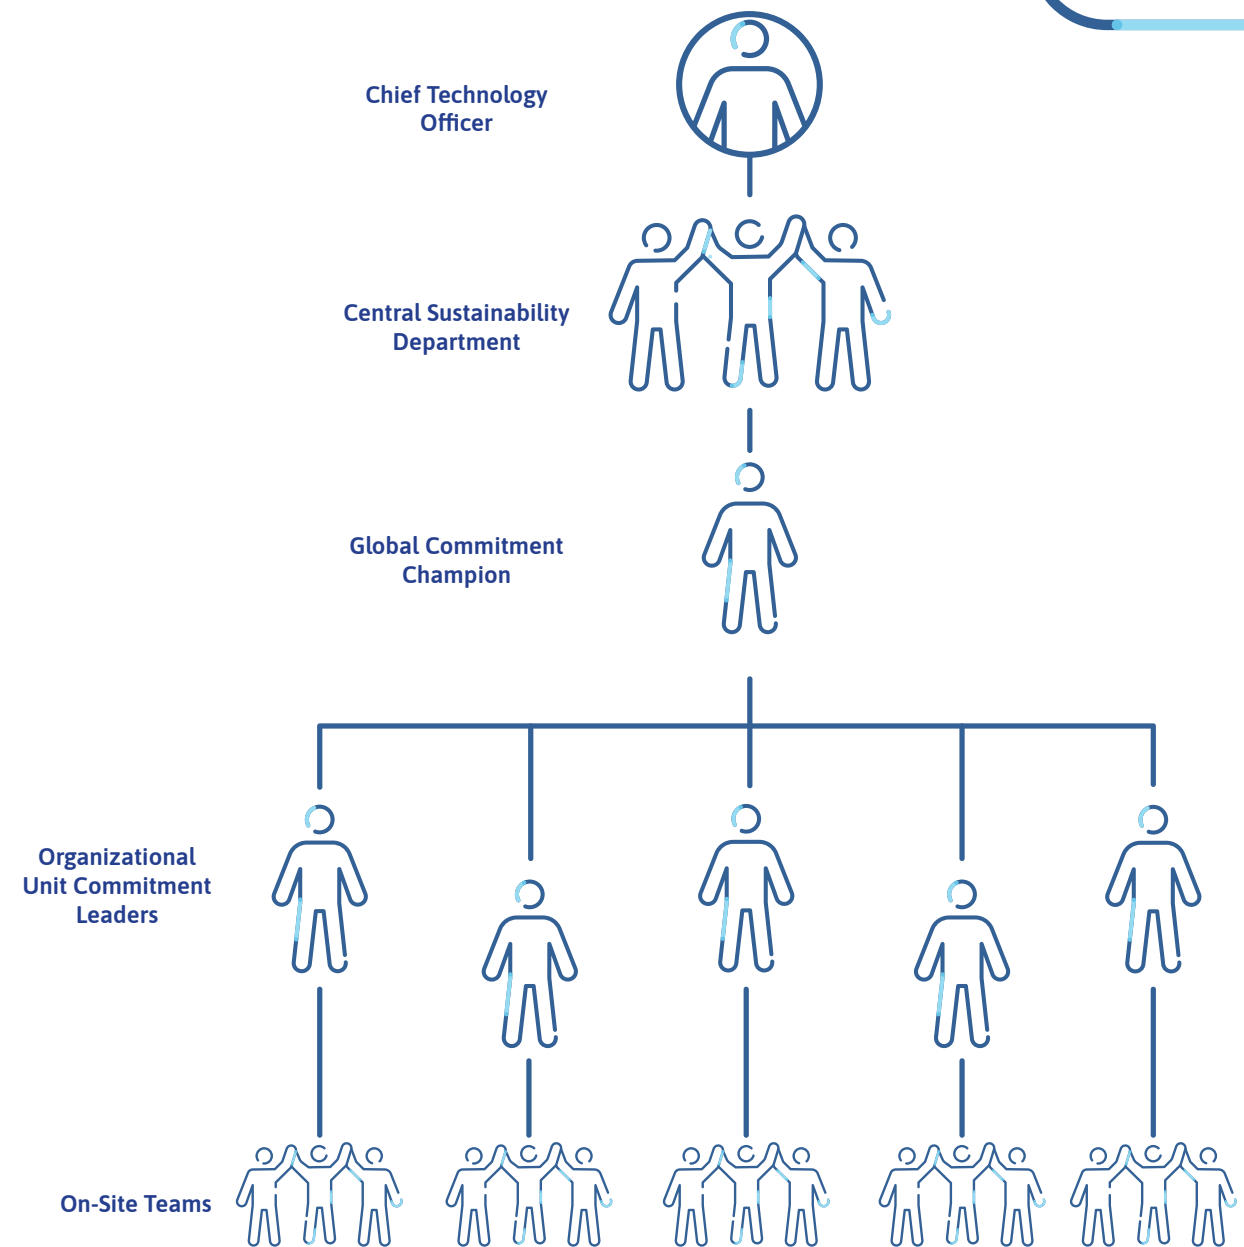 Chief Technology
Officer
Central Sustainability
Department
Global Commitment
Champion
Organizational
Unit Commitment
Leaders
On-Site Teams